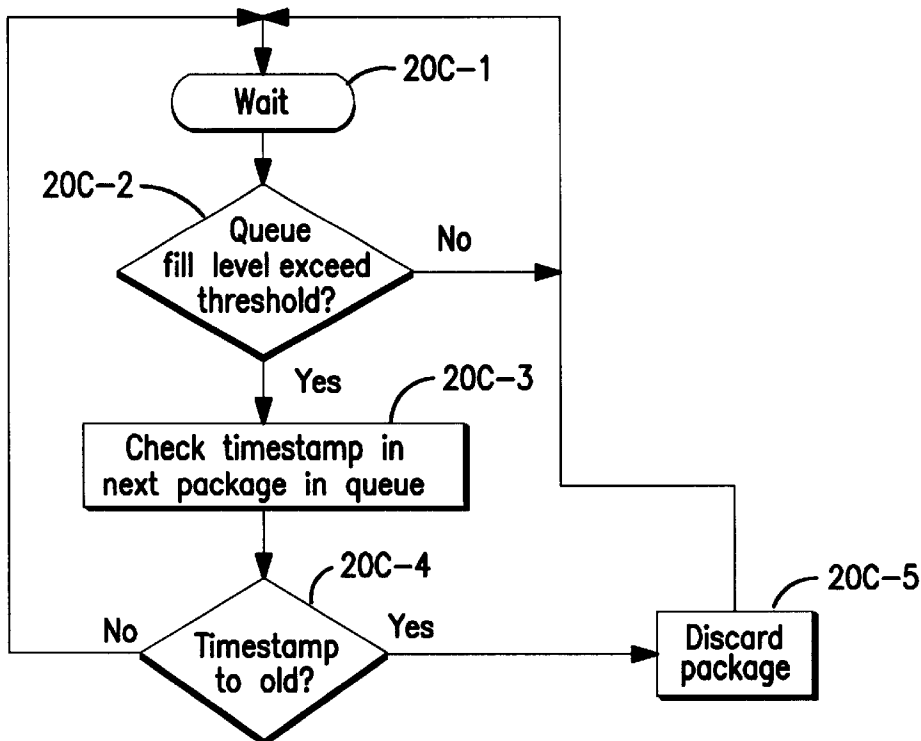 20C-1
Wait
20C-2
Queue
fill level exceed
threshold?
No
Yes
20C-3
Check timestamp in
next package in queue
20C-4
No
Timestamp
to old?
Yes
20C-5
Discard
package